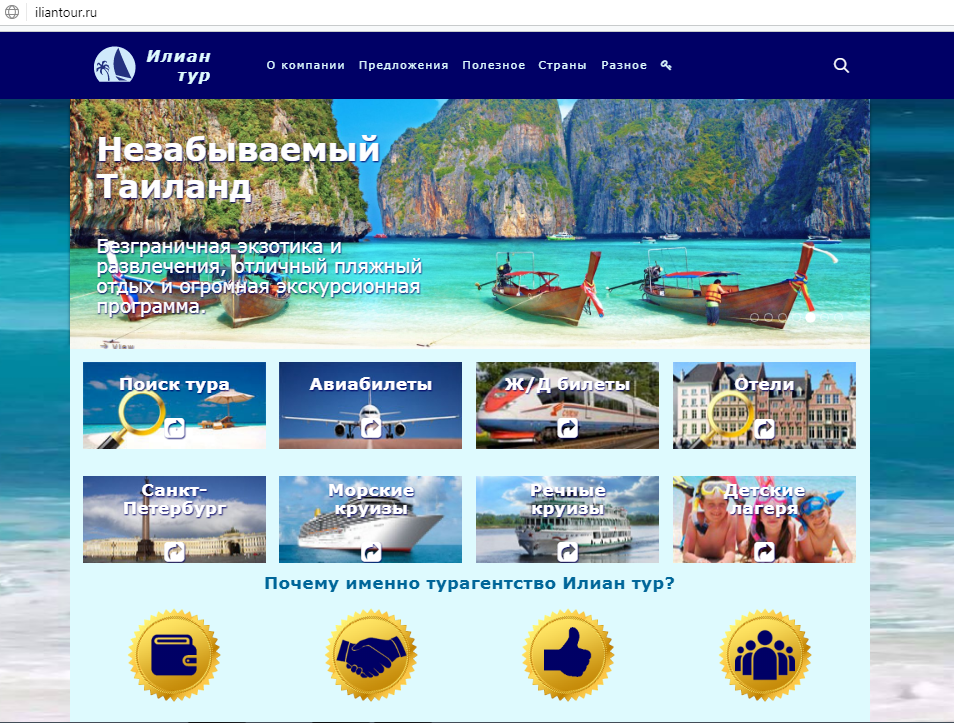 iliantour.ru
Илиан
тур
О компании Предложения Полезное Страны Разное
Незабываемый
Таиланд
Безграничная экзотика и
развлечения, отличный пляжный
отдых и огромная экскурсионная
программа.
Поиск тура Авиабилеты Ж/Д билеты Отели
Санкт-
Петербург
Морские
круизы
Речные
круизы
Детские
лагеря
Почему именно турагентство Илиан тур?